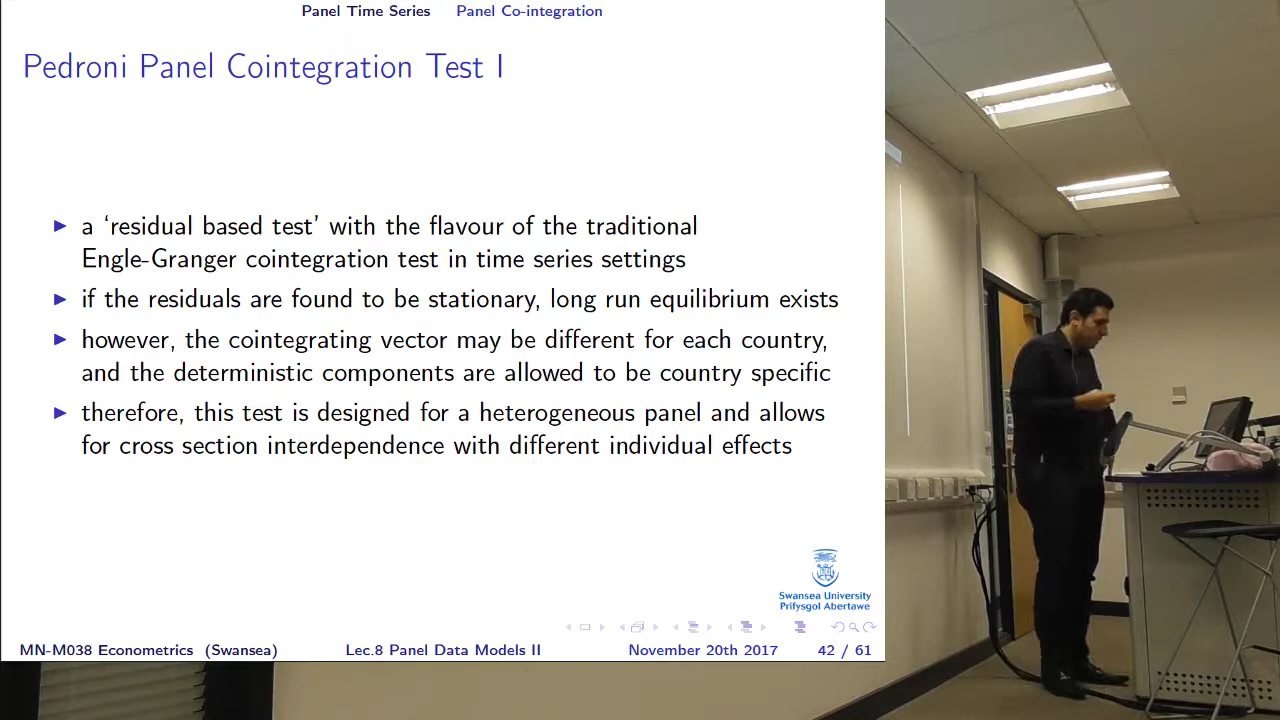 Panel Time Series Panel Co-integration
Pedroni Panel Cointegration Test I
a ‘residual based test’ with the flavour of the traditional
Engle-Granger cointegration test in time series settings
if the residuals are found to be stationary, long run equilibrium exists
however, the cointegrating vector may be different for each country,
and the deterministic components are allowed to be country specific
therefore, this test is designed for a heterogeneous panel and allows
for cross section interdependence with different individual effects
Swansea University
Prifysgol Abertawe
MN-M038 Econometrics (Swansea) Lec.8 Panel Data Models II November 20th 2017 42 / 61